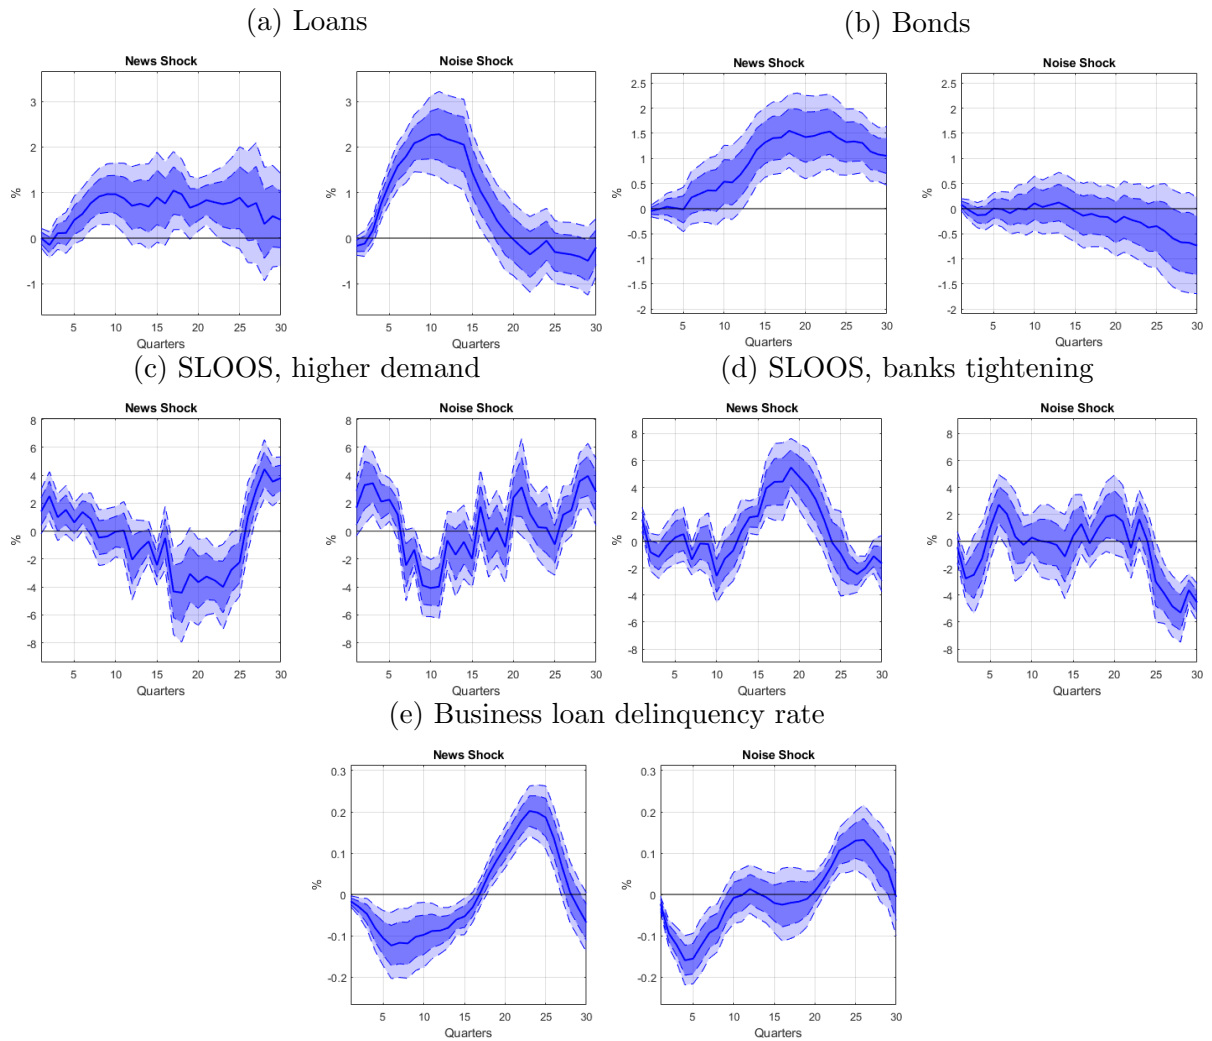 (a) Loans
(b) Bonds
News Shock
Noise Shock
News Shock
Noise Shock
3
2
1
0
-1
%
5 10 15 20 25 30
Quarters
3
2
1
0
-1
%
5 10 15 20 25 30
Quarters
2.5
2
1.5
1
0.5
0
-0.5
-1
-1.5
-2
%
5 10 15 20 25 30
Quarters
2.5
2
1.5
1
0.5
0
-0.5
-1
-1.5
-2
%
5 10 15 20 25 30
Quarters
(c) SLOOS, higher demand
(d) SLOOS, banks tightening
News Shock
Noise Shock
News Shock
Noise Shock
8
6
4
2
0
-2
-4
-6
-8
%
5 10 15 20 25 30
Quarters
8
6
4
2
0
-2
-4
-6
-8
%
5 10 15 20 25 30
Quarters
8
6
4
2
0
-2
-4
-6
-8
%
5 10 15 20 25 30
Quarters
8
6
4
2
0
-2
-4
-6
-8
%
5 10 15 20 25 30
Quarters
(e) Business loan delinquency rate
News Shock
Noise Shock
0.3
0.2
0.1
0
-0.1
-0.2
%
5 10 15 20 25 30
Quarters
0.3
0.2
0.1
0
-0.1
-0.2
%
5 10 15 20 25 30
Quarters